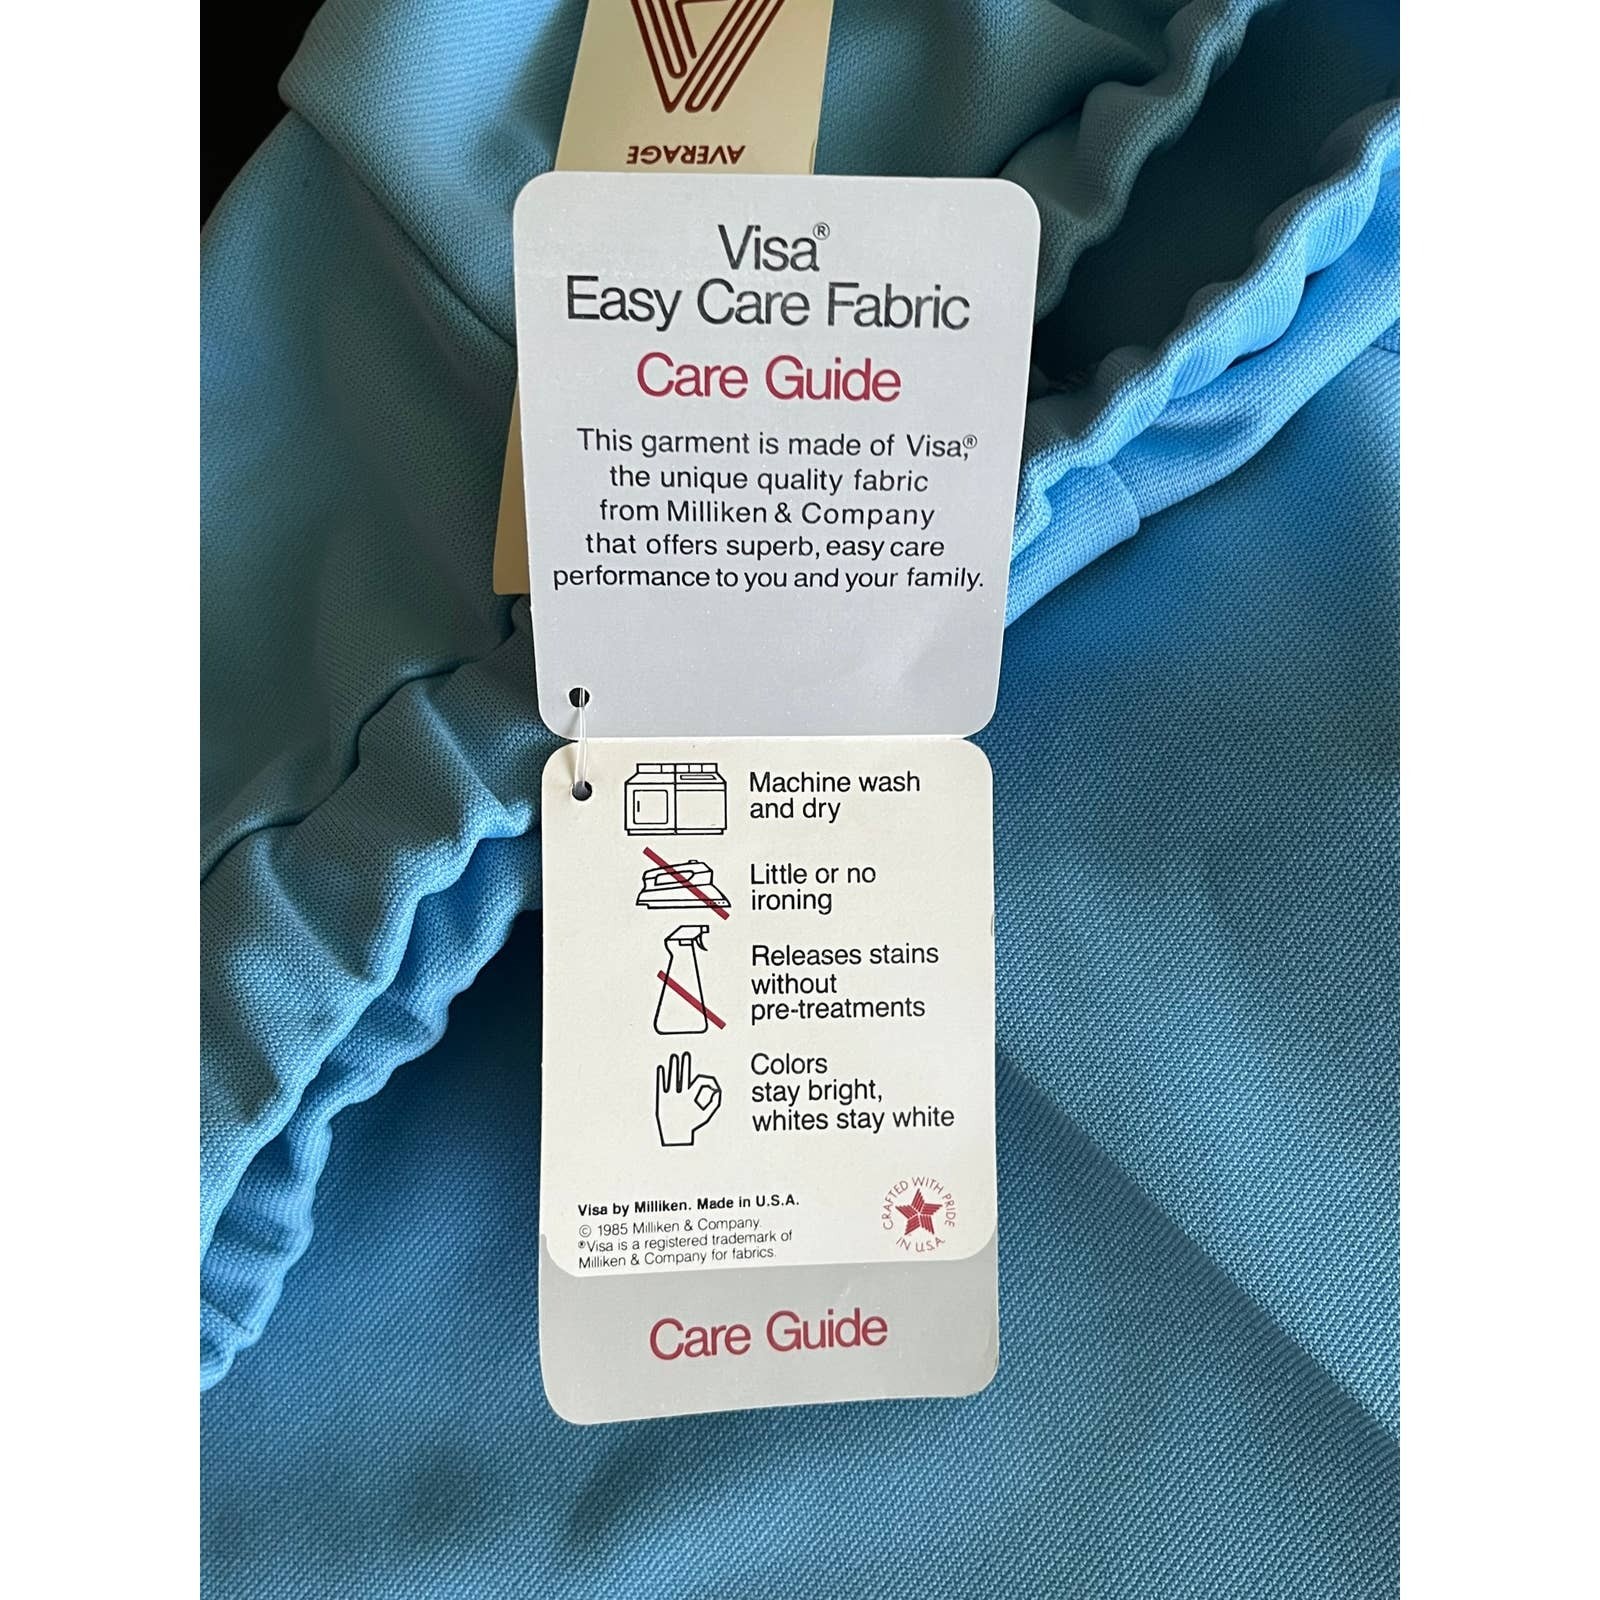 AVERAGE
Visa®
Easy Care Fabric
Care Guide
This garment is made of Visa,®
the unique quality fabric
from Milliken & Company
that offers superb, easy care
performance to you and your family.
Machine wash
and dry
Little or no
ironing
Releases stains
without
pre-treatments
Colors
stay bright,
whites stay white
Visa by Milliken. Made in U.S.A.
© 1985 Milliken & Company.
®Visa is a registered trademark of
Milliken & Company for fabrics.
CRAFTED WITH PRIDE
IN U.S.A.
Care Guide